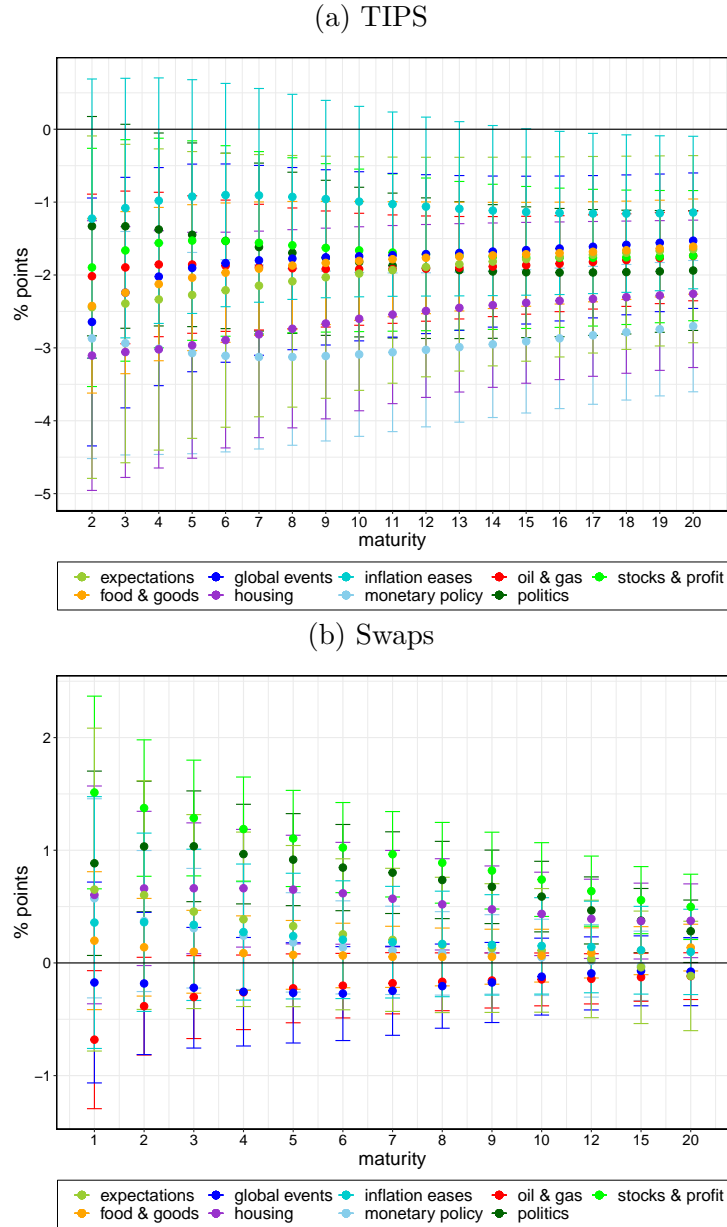 (a) TIPS
0
−1
−2
−3
−4
−5
% points
2 3 4 5 6 7 8 9 10 11 12 13 14 15 16 17 18 19 20
maturity
expectations global events inflation eases oil & gas stocks & profit
food & goods housing monetary policy politics
(b) Swaps
2
1
0
−1
% points
1 2 3 4 5 6 7 8 9 10 12 15 20
maturity
expectations global events inflation eases oil & gas stocks & profit
food & goods housing monetary policy politics